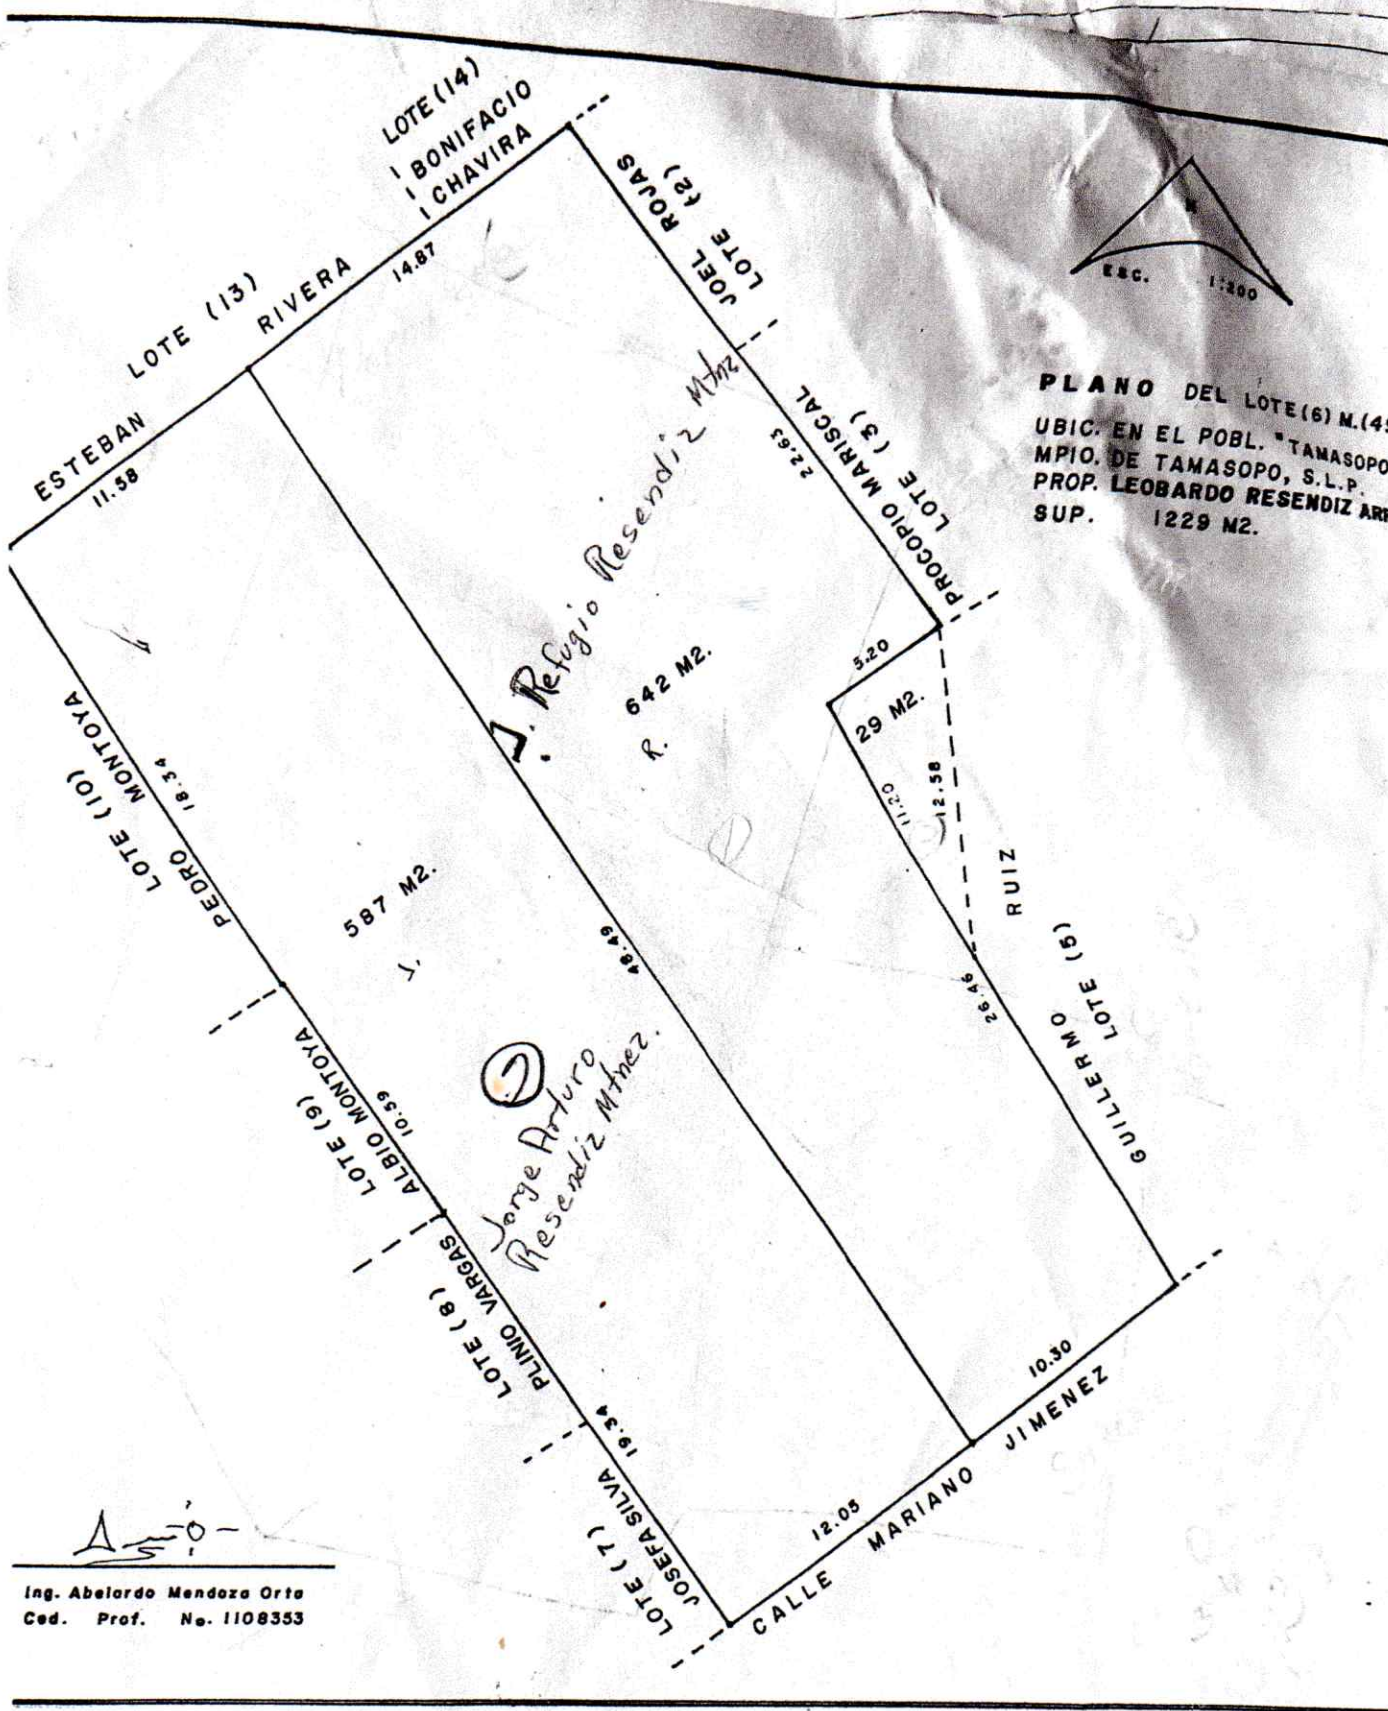 LOTE (14)
BONIFACIO
CHAVIRA
LOTE (13)
ESTEBAN RIVERA
11.58
14.87
JOEL ROJAS
LOTE (2)
PROCOPIO MARISCAL
LOTE (3)
22.63
ESC. 1:200
PLANO DEL LOTE (6) M.(45
UBIC. EN EL POBL. "TAMASOPO
MPIO. DE TAMASOPO, S.L.P.
PROP. LEOBARDO RESENDIZ ARR
SUP. 1229 M2.
J. Refugio Resendiz Mtnz
642 M2.
R.
5.20
29 M2.
11.20
12.58
26.46
GUILLERMO RUIZ
LOTE (5)
PEDRO MONTOYA
LOTE (10)
18.34
587 M2.
J.
48.49
Jorge Arturo
Resendiz Mtnez.
ALBIO MONTOYA
LOTE (9)
10.59
PLINIO VARGAS
LOTE (8)
19.34
JOSEFA SILVA
LOTE (7)
12.05
10.30
CALLE MARIANO JIMENEZ
Ing. Abelardo Mendoza Orta
Ced. Prof. No. 1108353